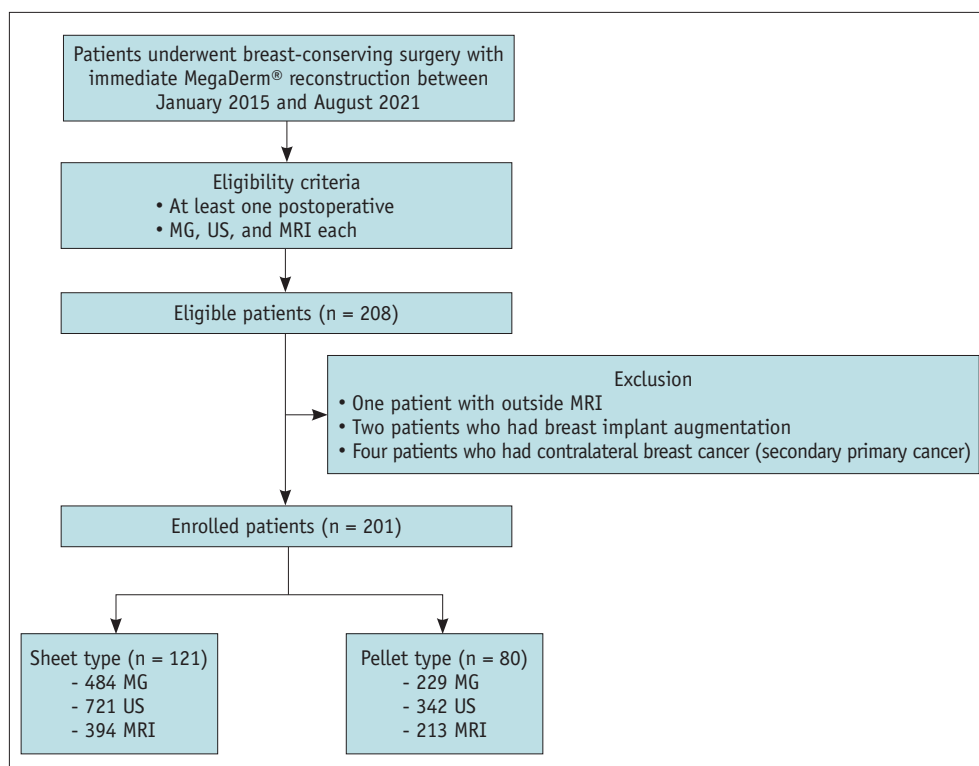 Patients underwent breast-conserving surgery with
immediate MegaDerm® reconstruction between
January 2015 and August 2021
Eligibility criteria
• At least one postoperative
• MG, US, and MRI each
Eligible patients (n = 208)
Exclusion
• One patient with outside MRI
• Two patients who had breast implant augmentation
• Four patients who had contralateral breast cancer (secondary primary cancer)
Enrolled patients (n = 201)
Sheet type (n = 121)
- 484 MG
- 721 US
- 394 MRI
Pellet type (n = 80)
- 229 MG
- 342 US
- 213 MRI